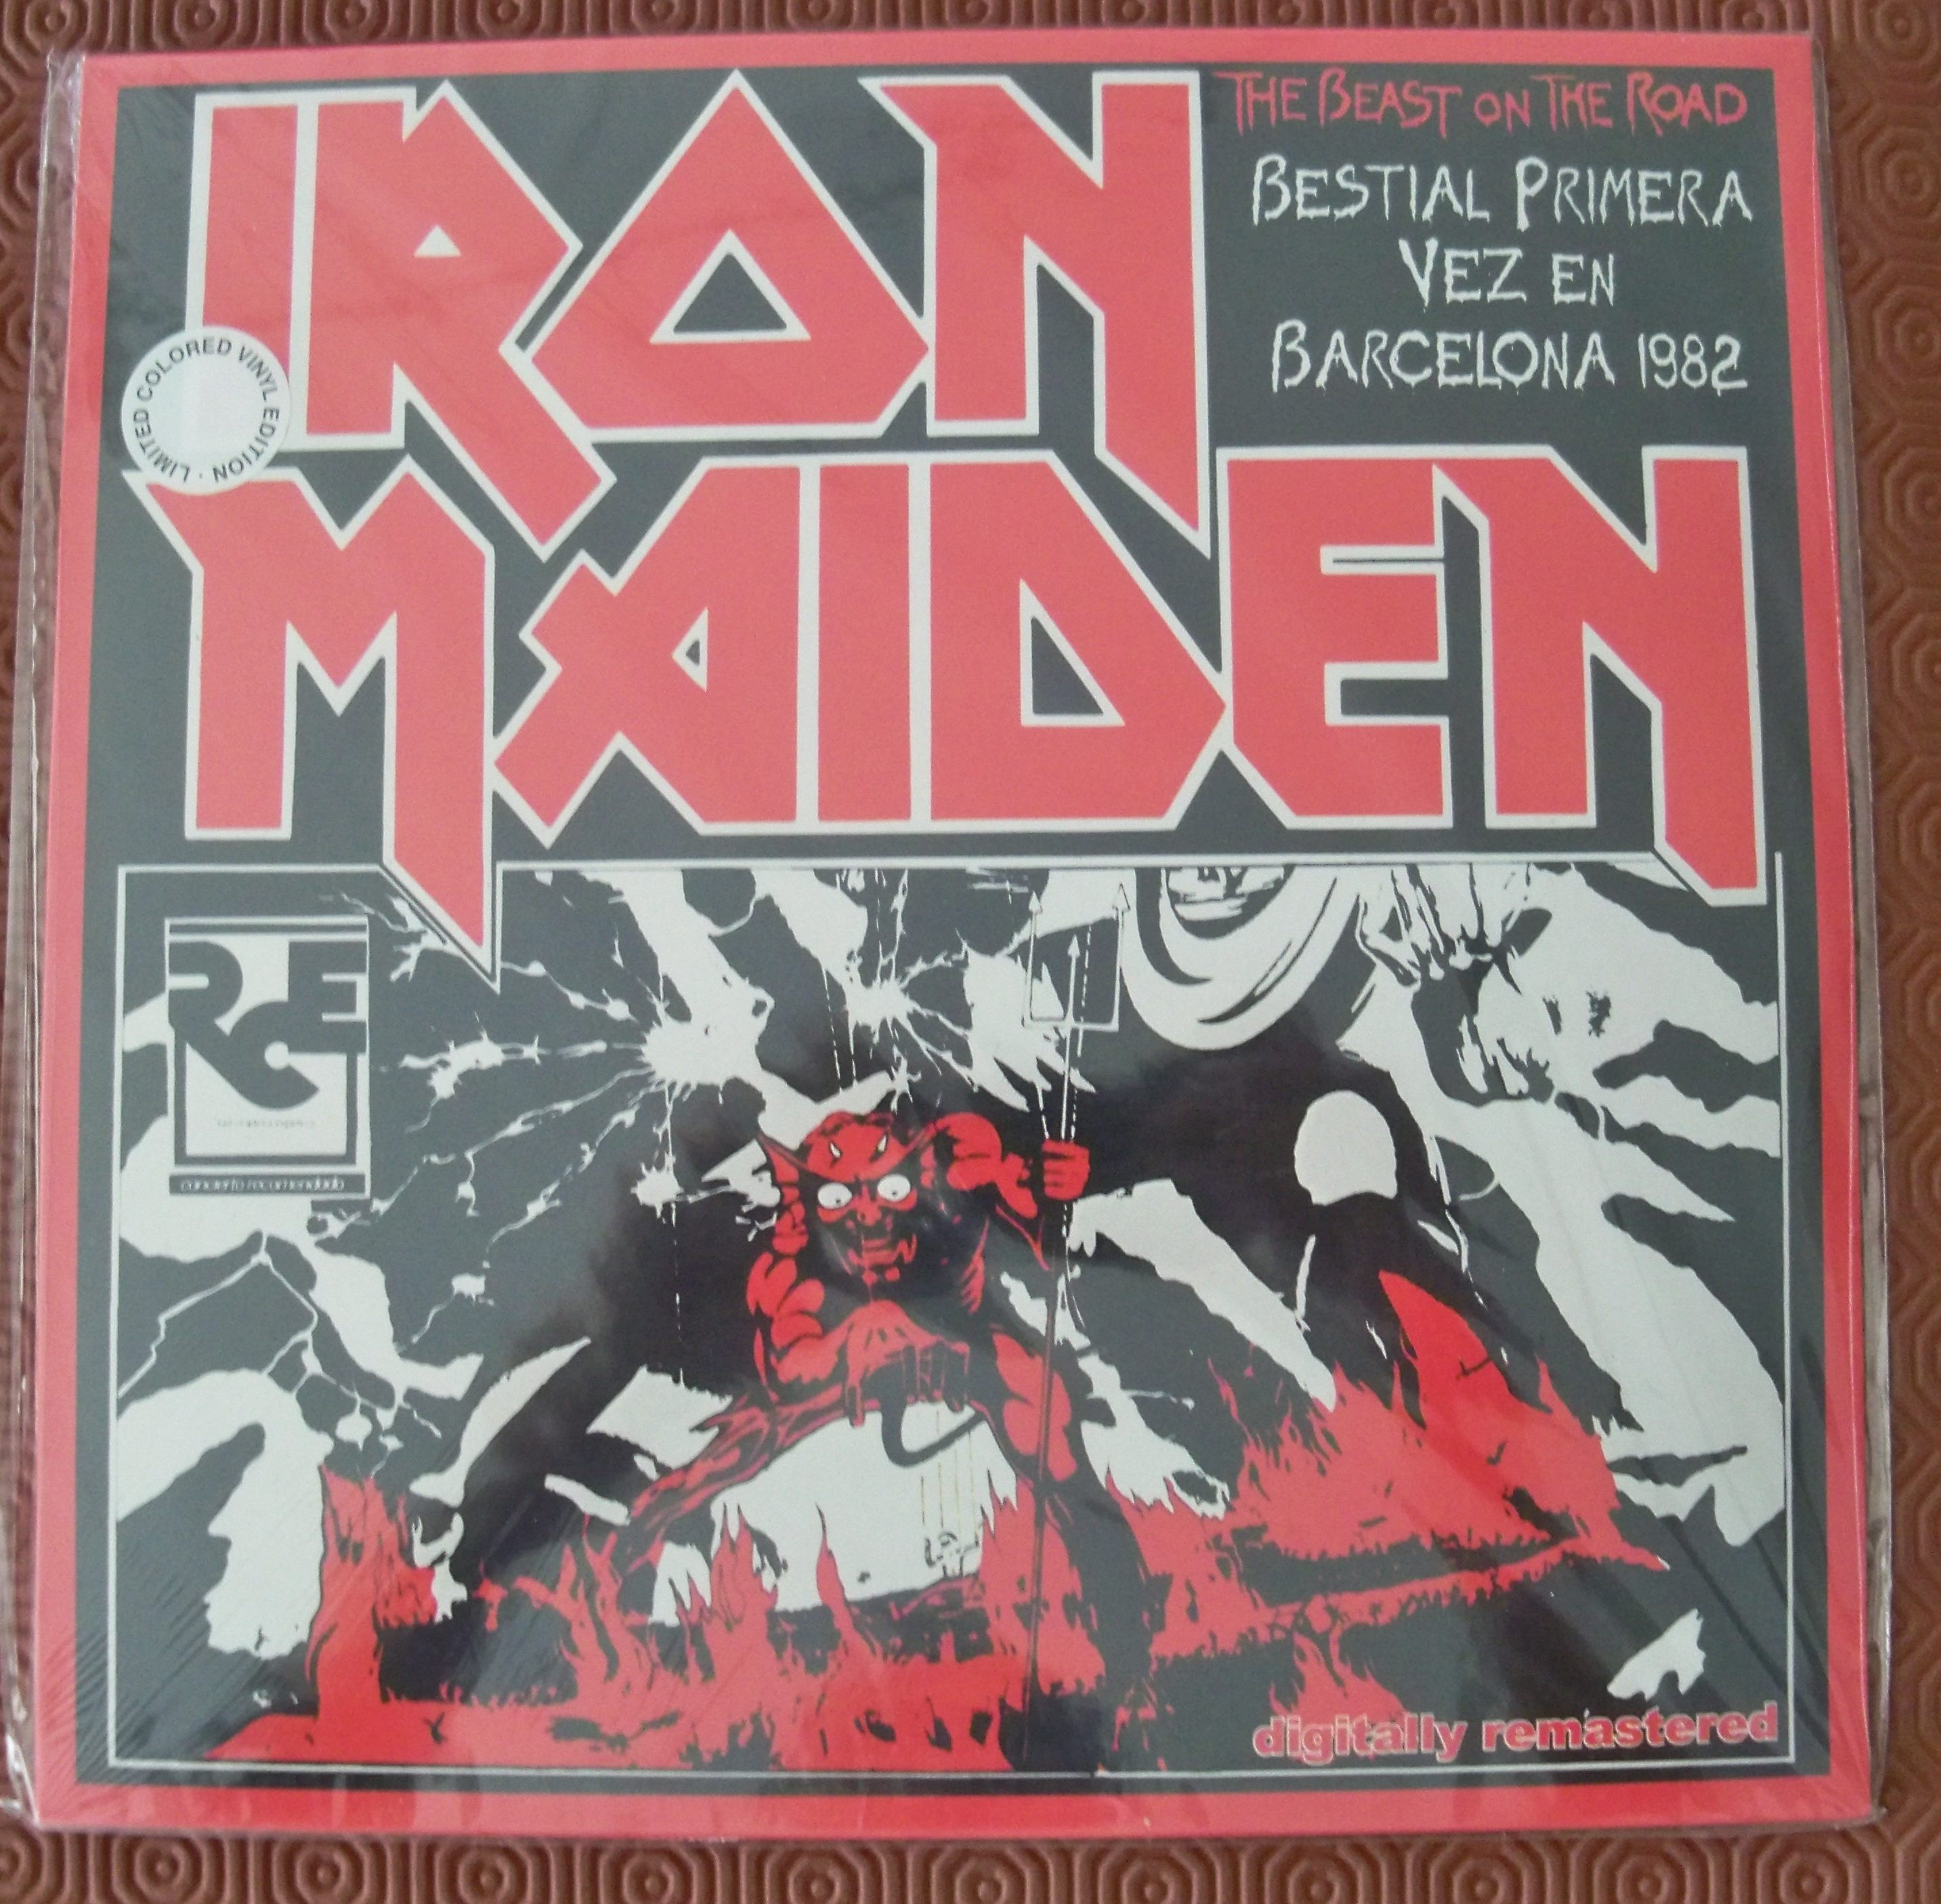 IRON
MAIDEN
THE BEAST ON THE ROAD
BESTIAL PRIMERA
VEZ EN
BARCELONA 1982
LIMITED COLORED VINYL EDITION ·
RCE
concierto recomendado
digitally remastered